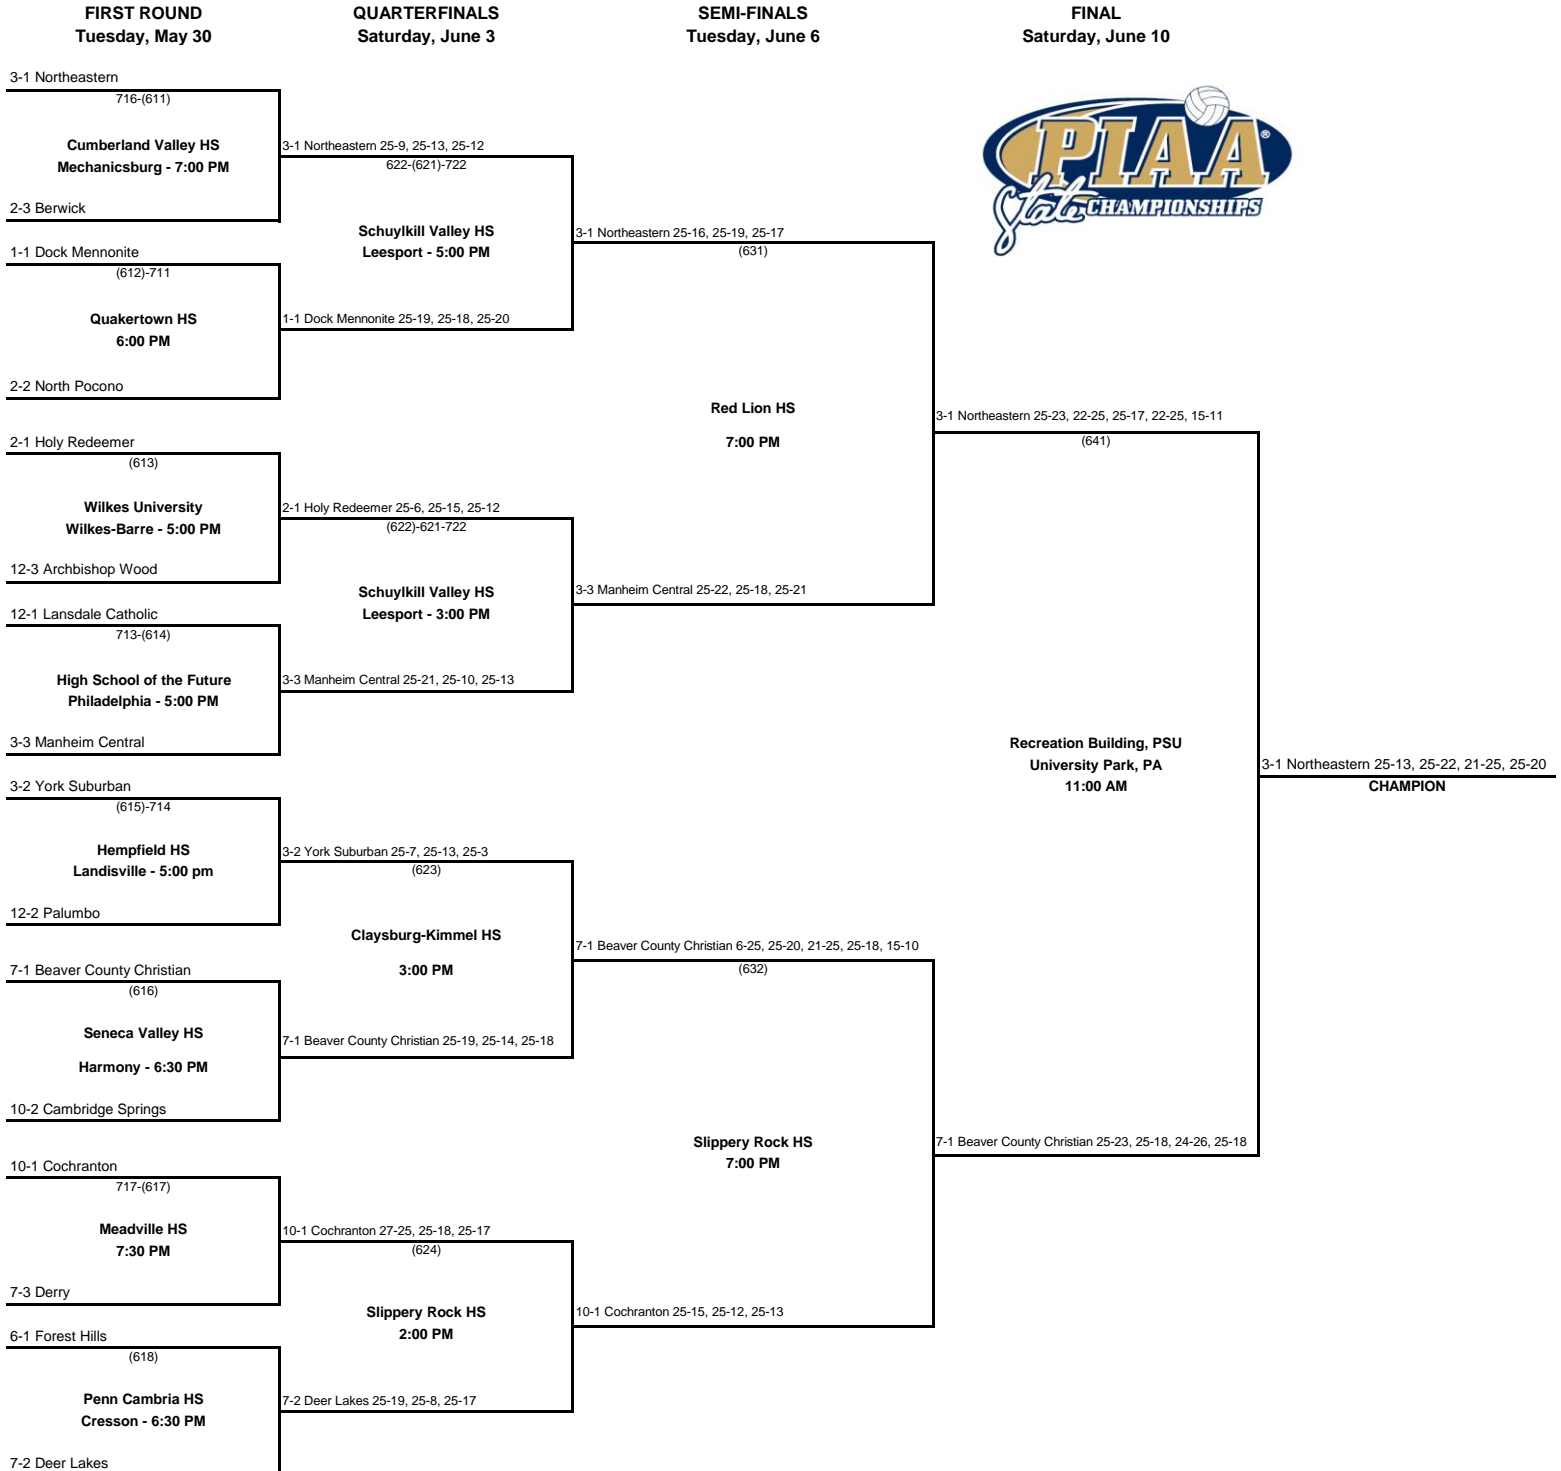 FIRST ROUND
Tuesday, May 30
QUARTERFINALS
Saturday, June 3
SEMI-FINALS
Tuesday, June 6
FINAL
Saturday, June 10
PIAA®
State CHAMPIONSHIPS
3-1 Northeastern
716-(611)
Cumberland Valley HS
Mechanicsburg - 7:00 PM
2-3 Berwick
1-1 Dock Mennonite
(612)-711
Quakertown HS
6:00 PM
2-2 North Pocono
2-1 Holy Redeemer
(613)
Wilkes University
Wilkes-Barre - 5:00 PM
12-3 Archbishop Wood
12-1 Lansdale Catholic
713-(614)
High School of the Future
Philadelphia - 5:00 PM
3-3 Manheim Central
3-2 York Suburban
(615)-714
Hempfield HS
Landisville - 5:00 pm
12-2 Palumbo
7-1 Beaver County Christian
(616)
Seneca Valley HS
Harmony - 6:30 PM
10-2 Cambridge Springs
10-1 Cochranton
717-(617)
Meadville HS
7:30 PM
7-3 Derry
6-1 Forest Hills
(618)
Penn Cambria HS
Cresson - 6:30 PM
7-2 Deer Lakes
3-1 Northeastern 25-9, 25-13, 25-12
622-(621)-722
Schuylkill Valley HS
Leesport - 5:00 PM
1-1 Dock Mennonite 25-19, 25-18, 25-20
2-1 Holy Redeemer 25-6, 25-15, 25-12
(622)-621-722
Schuylkill Valley HS
Leesport - 3:00 PM
3-3 Manheim Central 25-21, 25-10, 25-13
3-2 York Suburban 25-7, 25-13, 25-3
(623)
Claysburg-Kimmel HS
3:00 PM
7-1 Beaver County Christian 25-19, 25-14, 25-18
10-1 Cochranton 27-25, 25-18, 25-17
(624)
Slippery Rock HS
2:00 PM
7-2 Deer Lakes 25-19, 25-8, 25-17
3-1 Northeastern 25-16, 25-19, 25-17
(631)
Red Lion HS
7:00 PM
3-3 Manheim Central 25-22, 25-18, 25-21
7-1 Beaver County Christian 6-25, 25-20, 21-25, 25-18, 15-10
(632)
Slippery Rock HS
7:00 PM
10-1 Cochranton 25-15, 25-12, 25-13
3-1 Northeastern 25-23, 22-25, 25-17, 22-25, 15-11
(641)
Recreation Building, PSU
University Park, PA
11:00 AM
7-1 Beaver County Christian 25-23, 25-18, 24-26, 25-18
3-1 Northeastern 25-13, 25-22, 21-25, 25-20
CHAMPION